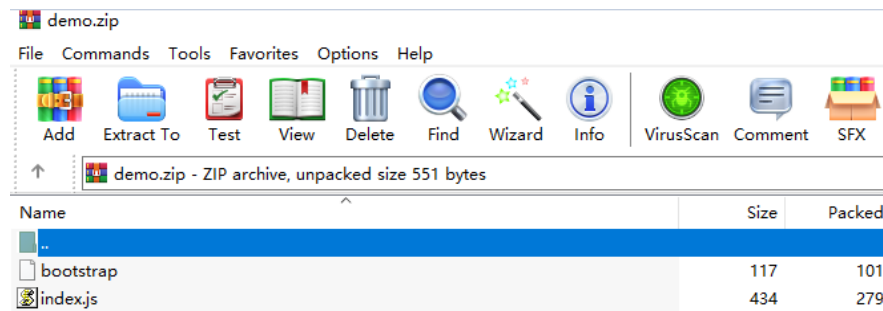 demo.zip
File Commands Tools Favorites Options Help
Add Extract To Test View Delete Find Wizard Info VirusScan Comment SFX
demo.zip - ZIP archive, unpacked size 551 bytes
Name Size Packed
..
bootstrap 117 101
index.js 434 279